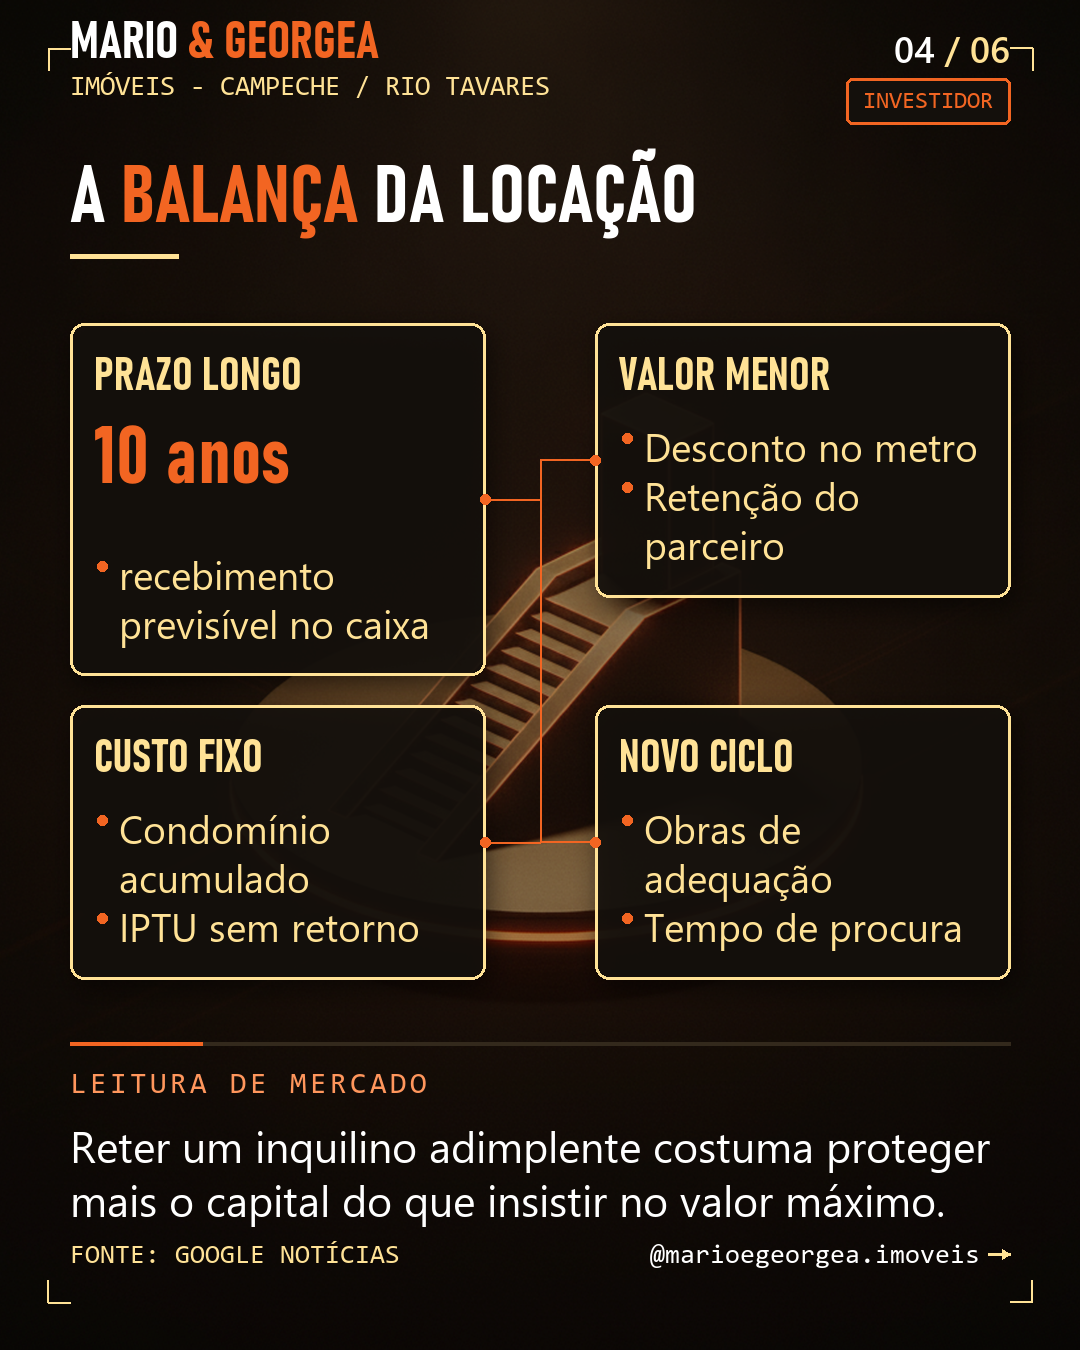 MARIO & GEORGEA
IMÓVEIS - CAMPECHE / RIO TAVARES
04 / 06
INVESTIDOR
A BALANÇA DA LOCAÇÃO
PRAZO LONGO
10 anos
• recebimento
previsível no caixa
VALOR MENOR
• Desconto no metro
• Retenção do
parceiro
CUSTO FIXO
• Condomínio
acumulado
• IPTU sem retorno
NOVO CICLO
• Obras de
adequação
• Tempo de procura
LEITURA DE MERCADO
Reter um inquilino adimplente costuma proteger
mais o capital do que insistir no valor máximo.
FONTE: GOOGLE NOTÍCIAS
@marioegeorgea.imoveis →